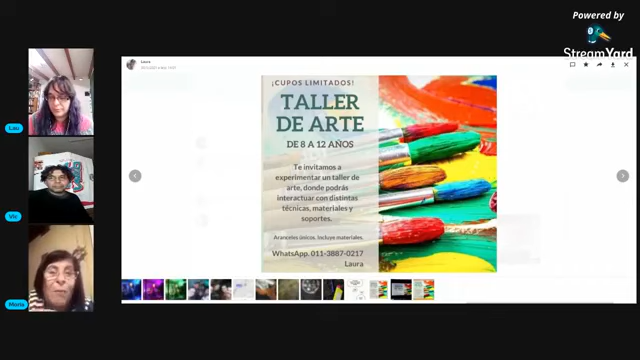 Powered by
StreamYard
Laura
¡CUPOS LIMITADOS!
TALLER
DE ARTE
DE 8 A 12 AÑOS
Te invitamos a
experimentar un taller de
arte, donde podrás
interactuar con distintas
técnicas, materiales y
soportes.
Aranceles únicos. Incluye materiales.
WhatsApp. 011-3887-0217
Laura
Lau
Vic